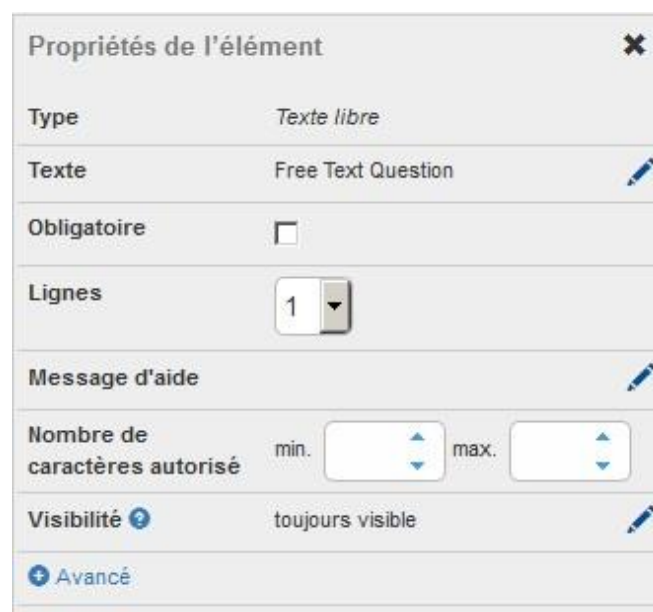 Propriétés de l'élément
Type Texte libre
Texte Free Text Question
Obligatoire
Lignes 1
Message d'aide
Nombre de
caractères autorisé min. max.
Visibilité toujours visible
Avancé